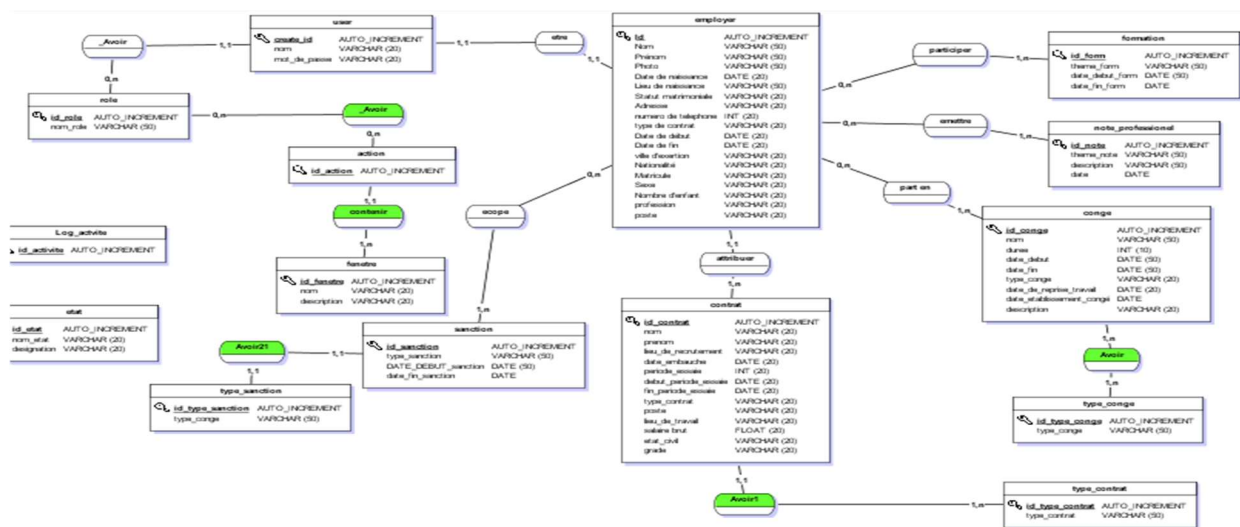 user
create_id AUTO_INCREMENT
nom VARCHAR (20)
mot_de_passe VARCHAR (20)
_Avoir
1,1
0,n
role
id_role AUTO_INCREMENT
nom_role VARCHAR (50)
0,n
_Avoir
0,n
action
id_action AUTO_INCREMENT
1,1
contenir
1,n
fenetre
id_fenetre AUTO_INCREMENT
nom VARCHAR (20)
description VARCHAR (20)
1,1
etre
1,1
employer
Id AUTO_INCREMENT
Nom VARCHAR (50)
Prénom VARCHAR (50)
Photo VARCHAR (50)
Date de naissance DATE (20)
Lieu de naissance VARCHAR (50)
Statut matrimoniale VARCHAR (20)
Adresse VARCHAR (20)
numero de telephone INT (20)
type de contrat VARCHAR (20)
Date de début DATE (20)
Date de fin DATE (20)
ville d'exertion VARCHAR (20)
Nationalité VARCHAR (20)
Matricule VARCHAR (20)
Sexe VARCHAR (20)
Nombre d'enfant VARCHAR (20)
profession VARCHAR (20)
poste VARCHAR (20)
0,n
participer
1,n
formation
id_form AUTO_INCREMENT
theme_form VARCHAR (50)
date_debut_form DATE (50)
date_fin_form DATE
0,n
emettre
1,n
note_professionel
id_note AUTO_INCREMENT
theme_note VARCHAR (50)
description VARCHAR (50)
date DATE
0,n
part en
1,n
conge
id_conge AUTO_INCREMENT
nom VARCHAR (50)
duree INT (10)
date_debut DATE (50)
date_fin DATE (50)
type_conge VARCHAR (20)
date_de_reprise_travail DATE (20)
date_etablissement_congé DATE
description VARCHAR (20)
1,n
Avoir
1,n
type_conge
id_type_conge AUTO_INCREMENT
type_conge VARCHAR (50)
0,n
ecope
1,n
sanction
id_sanction AUTO_INCREMENT
type_sanction VARCHAR (50)
DATE_DEBUT_sanction DATE (50)
date_fin_sanction DATE
1,1
Avoir21
1,1
type_sanction
id_type_sanction AUTO_INCREMENT
type_conge VARCHAR (50)
Log_actvite
id_activite AUTO_INCREMENT
etat
id_etat AUTO_INCREMENT
nom_etat VARCHAR (20)
designation VARCHAR (20)
1,1
attribuer
1,n
contrat
id_contrat AUTO_INCREMENT
nom VARCHAR (20)
prenom VARCHAR (20)
lieu_de_recrutement VARCHAR (20)
date_embauche DATE (20)
periode_essaie INT (20)
debut_periode_essaie DATE (20)
fin_periode_essaie DATE (20)
type_contrat VARCHAR (20)
poste VARCHAR (20)
lieu_de_travail VARCHAR (20)
salaire brut FLOAT (20)
etat_civil VARCHAR (20)
grade VARCHAR (20)
1,1
Avoir1
1,n
type_contrat
id_type_contrat AUTO_INCREMENT
type_contrat VARCHAR (50)